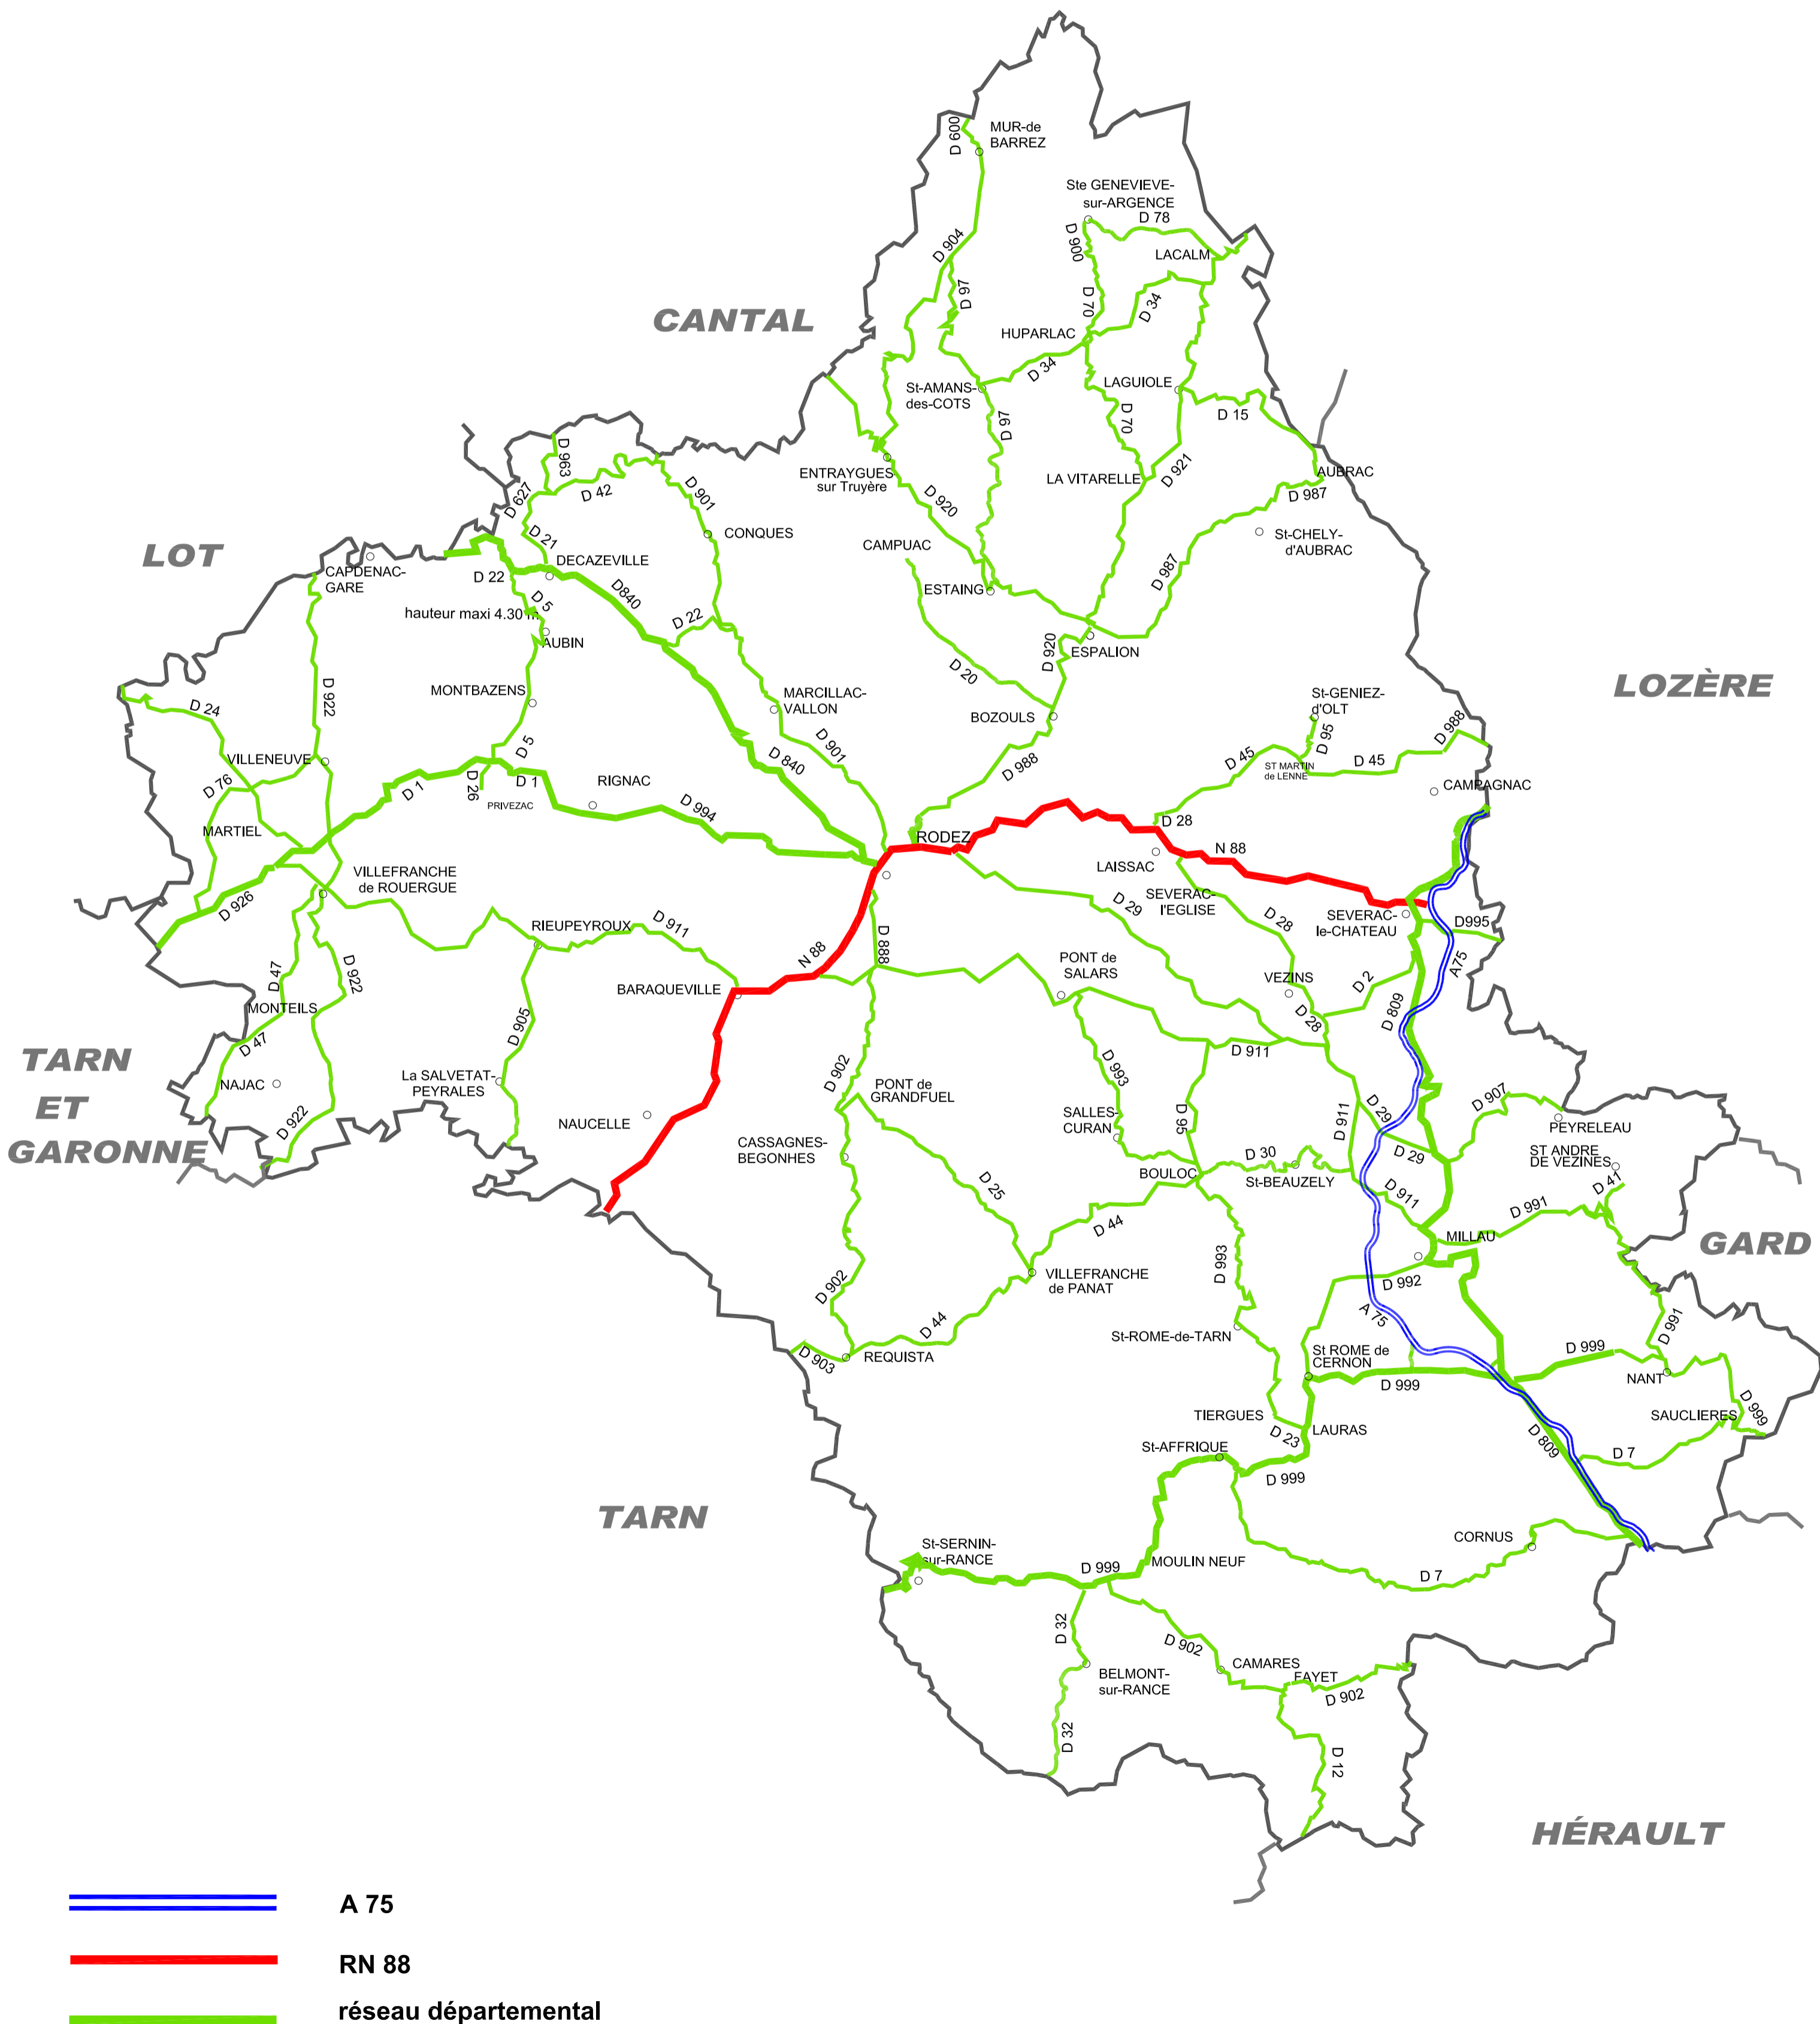 D 600
MUR-de
BARREZ
Ste GENEVIEVE-
sur-ARGENCE
D 78
D 900
D 904
LACALM
D 97
D 70
D 34
CANTAL
HUPARLAC
D 34
St-AMANS-
des-COTS
LAGUIOLE
D 15
D 97
D 70
D 963
D 42
D 627
D 901
ENTRAYGUES
sur Truyère
LA VITARELLE
D 921
AUBRAC
D 987
D 920
CONQUES
CAMPUAC
St-CHELY-
d'AUBRAC
LOT
D 21
DECAZEVILLE
CAPDENAC-
GARE
D 22
D840
D 987
ESTAING
D 5
hauteur maxi 4.30 m
AUBIN
D 22
D 920
ESPALION
D 20
LOZÈRE
MONTBAZENS
D 922
D 24
MARCILLAC-
VALLON
BOZOULS
St-GENIEZ-
d'OLT
D 95
D 988
D 901
D 5
VILLENEUVE
D 840
D 988
D 45
ST MARTIN
de LENNE
D 45
D 76
D 1
D 26
D 1
RIGNAC
CAMPAGNAC
PRIVEZAC
D 994
MARTIEL
RODEZ
D 28
N 88
LAISSAC
VILLEFRANCHE
de ROUERGUE
D 926
SEVERAC-
l'EGLISE
D 29
D 28
SEVERAC-
le-CHATEAU
D995
RIEUPEYROUX
D 911
N 88
D 888
A75
D 47
D 922
PONT de
SALARS
VEZINS
D 2
BARAQUEVILLE
MONTEILS
D 28
D 809
D 905
D 47
TARN
ET
GARONNE
NAJAC
La SALVETAT-
PEYRALES
D 911
D 902
D 993
PONT de
GRANDFUEL
D 922
NAUCELLE
SALLES-
CURAN
D 95
D 911
D 29
D 907
PEYRELEAU
CASSAGNES-
BEGONHES
D 29
ST ANDRE
DE VEZINES
D 30
BOULOC
St-BEAUZELY
D 25
D 911
D 991
D 41
D 44
MILLAU
GARD
D 993
VILLEFRANCHE
de PANAT
D 992
D 902
A 75
D 44
St-ROME-de-TARN
D 991
D 903
REQUISTA
St ROME de
CERNON
D 999
D 999
NANT
TIERGUES
D 23
LAURAS
SAUCLIERES
D 999
St-AFFRIQUE
D 809
D 7
D 999
TARN
CORNUS
St-SERNIN-
sur-RANCE
D 999
MOULIN NEUF
D 7
D 32
D 902
BELMONT-
sur-RANCE
CAMARES
FAYET
D 902
D 32
D 12
HÉRAULT
A 75
RN 88
réseau départemental